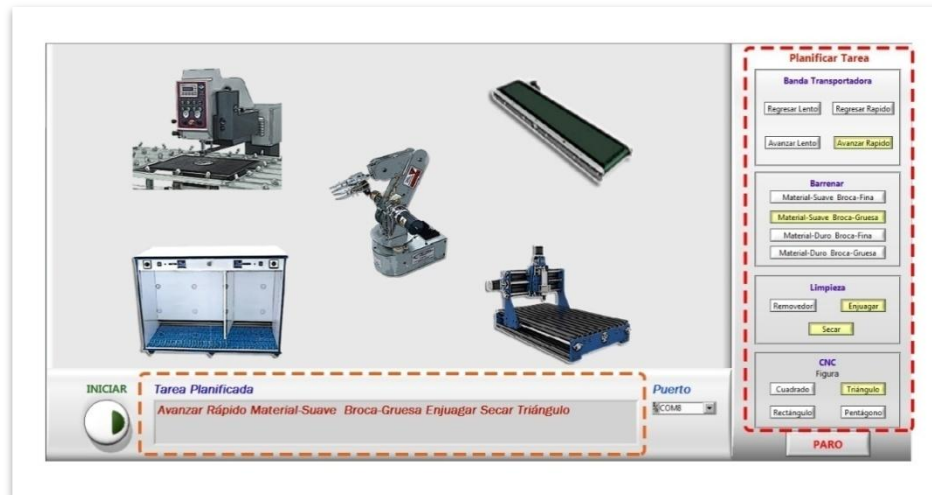 Planificar Tarea
Banda Transportadora
Regresar Lento Regresar Rapido
Avanzar Lento Avanzar Rapido
Barrenar
Material-Suave Broca-Fina
Material-Suave Broca-Gruesa
Material-Duro Broca-Fina
Material-Duro Broca-Gruesa
Limpieza
Removedor Enjuagar
Secar
CNC
Figura
Cuadrado Triángulo
Rectángulo Pentágono
PARO
INICIAR
Tarea Planificada
Avanzar Rápido Material-Suave Broca-Gruesa Enjuagar Secar Triángulo
Puerto
COM8